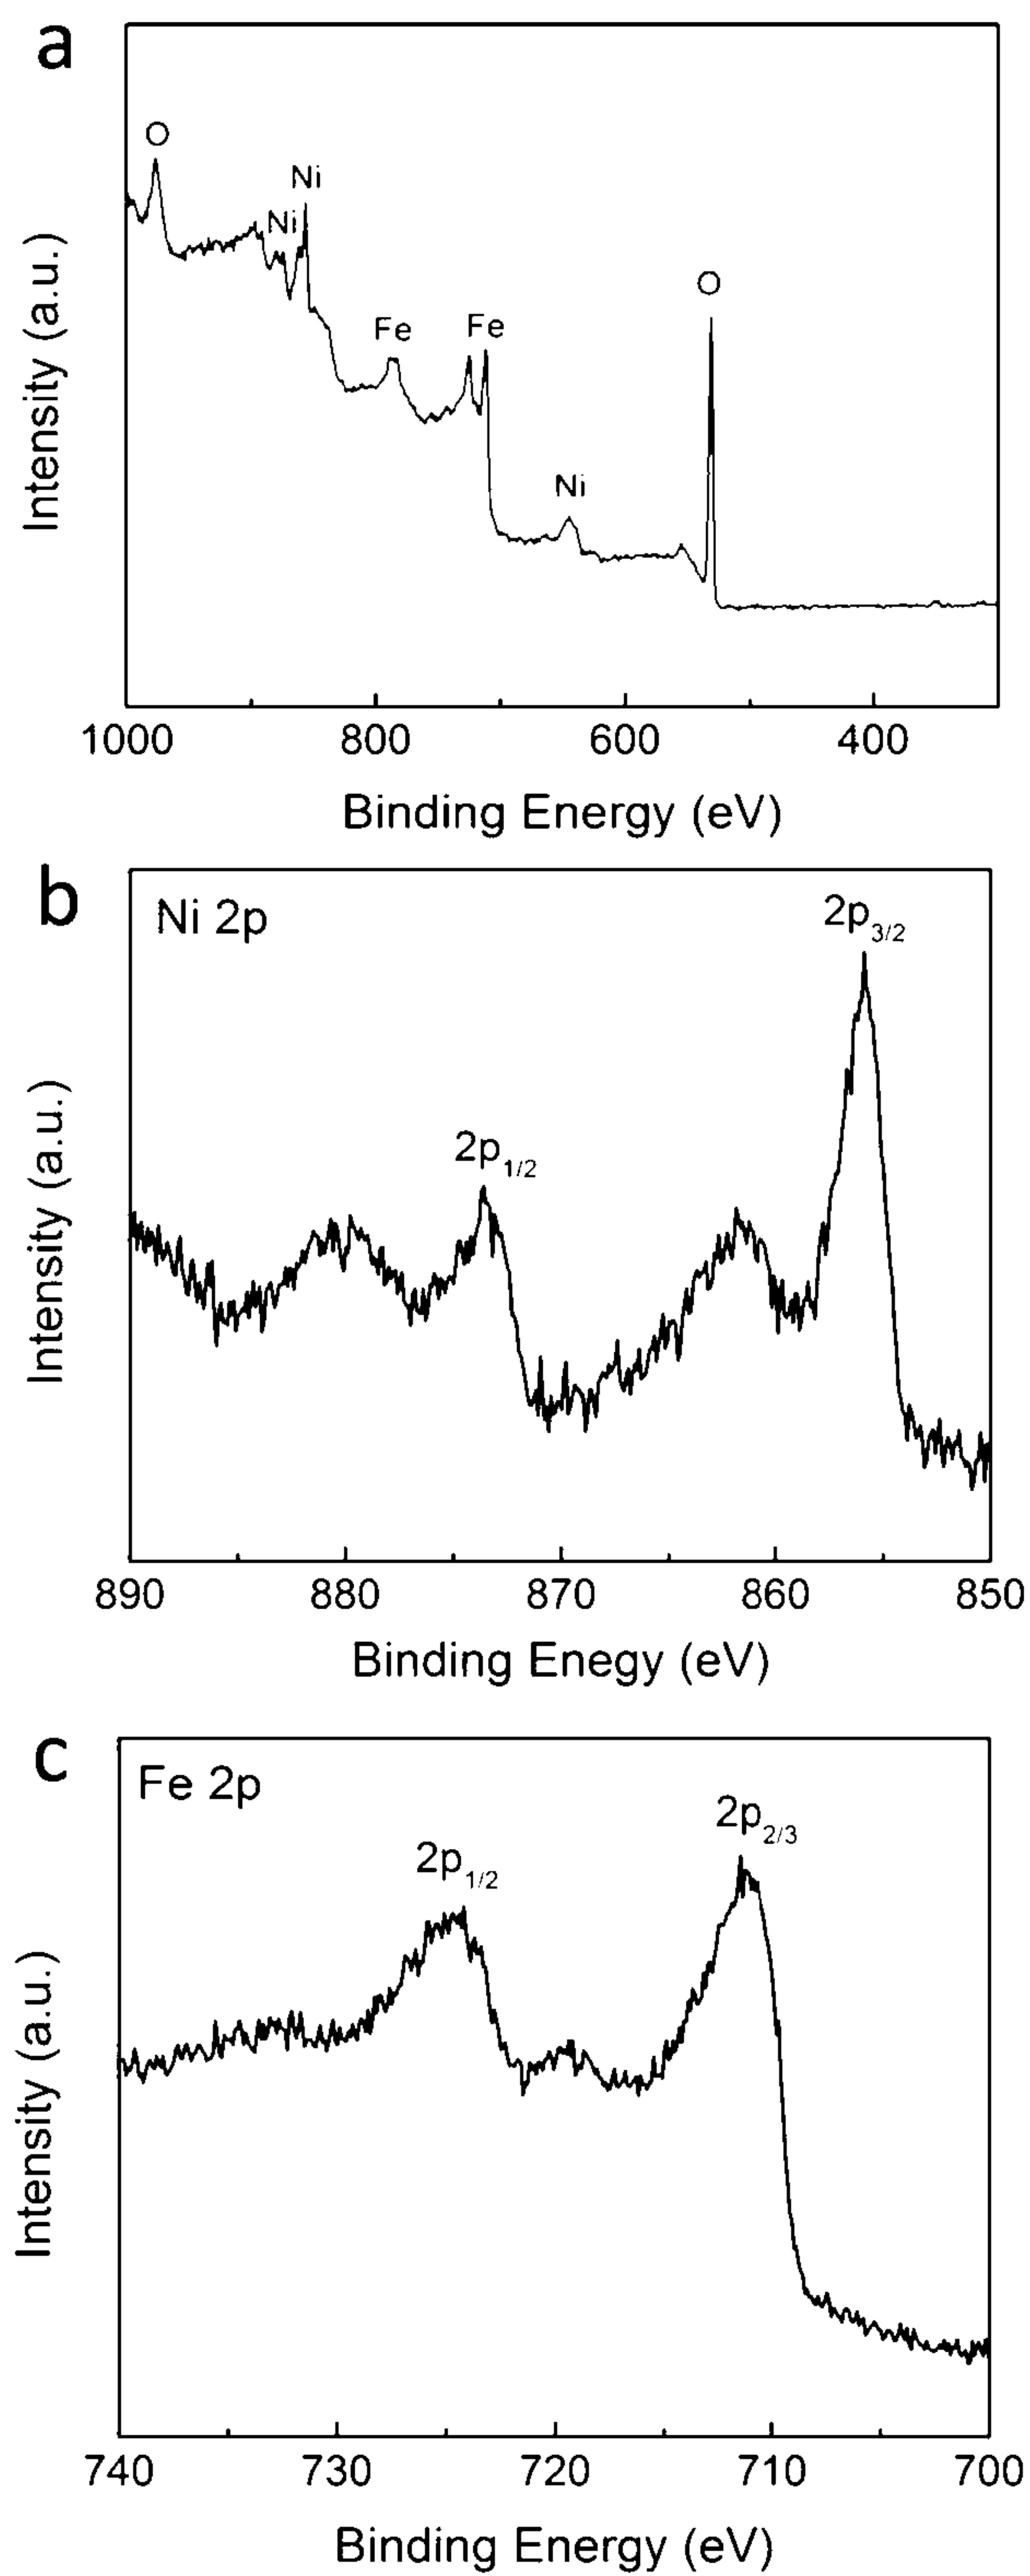 a
O
Ni
Ni
Fe
Fe
Ni
O
Intensity (a.u.)
1000 800 600 400
Binding Energy (eV)
b
Ni 2p
2p3/2
2p1/2
Intensity (a.u.)
890 880 870 860 850
Binding Enegy (eV)
c
Fe 2p
2p2/3
2p1/2
Intensity (a.u.)
740 730 720 710 700
Binding Energy (eV)